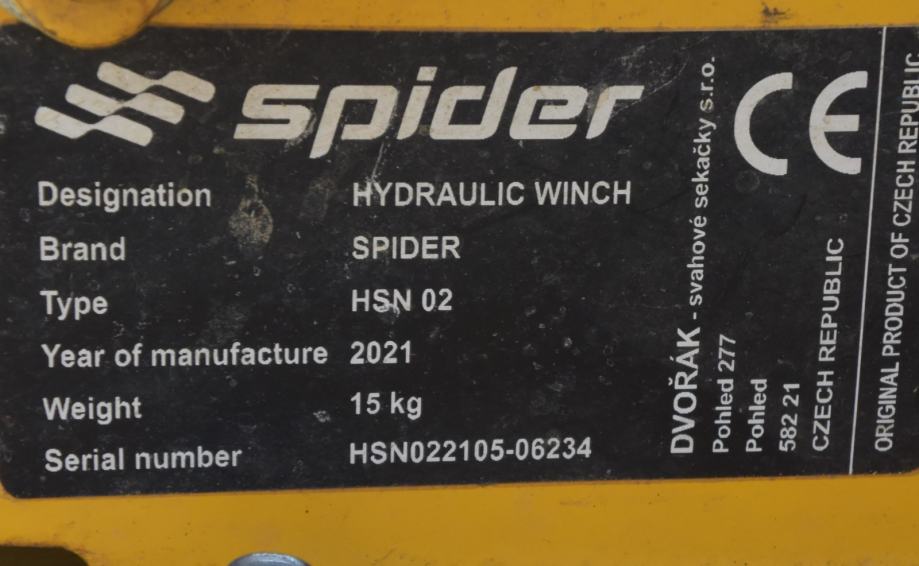 spider
CE
Designation HYDRAULIC WINCH
Brand SPIDER
Type HSN 02
Year of manufacture 2021
Weight 15 kg
Serial number HSN022105-06234
DVOŘÁK - svahové sekačky s.r.o.
Pohled 277
Pohled
582 21
CZECH REPUBLIC
ORIGINAL PRODUCT OF CZECH REPUBLIC